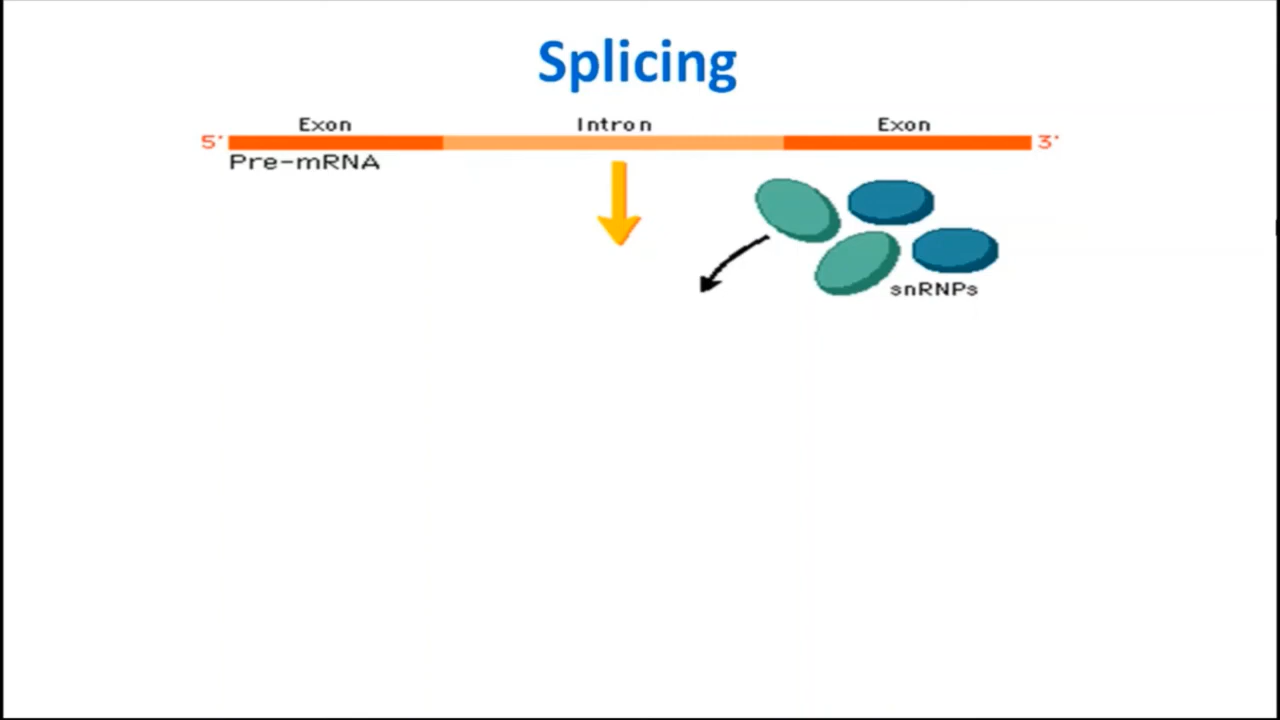 Splicing
Exon Intron Exon
5' 3'
Pre-mRNA
snRNPs